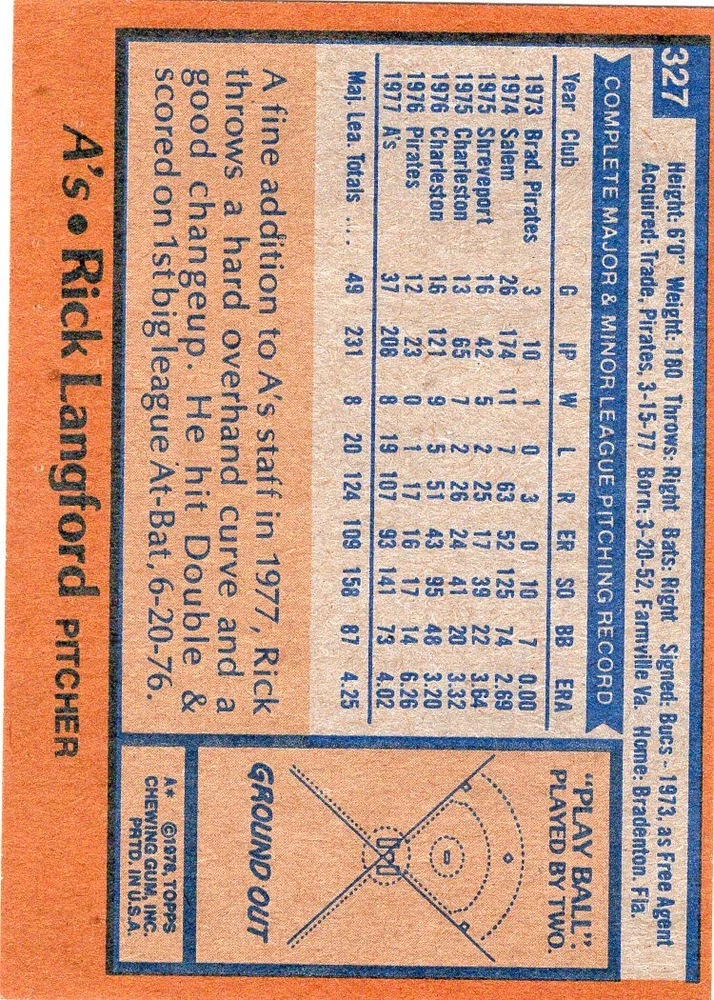 327
Height: 6'0" Weight: 180 Throws: Right Bats: Right Signed: Bucs - 1973, as Free Agent
Acquired: Trade, Pirates, 3-15-77 Born: 3-20-52, Farmville Va. Home: Bradenton, Fla.
COMPLETE MAJOR & MINOR LEAGUE PITCHING RECORD
Year Club G IP W L R ER SO BB ERA
1973 Brad. Pirates 3 10 1 0 3 0 10 7 0.00
1974 Salem 26 174 11 7 63 52 125 74 2.69
1975 Shreveport 16 42 5 2 25 17 39 22 3.64
1975 Charleston 13 65 7 2 26 24 41 20 3.32
1976 Charleston 16 121 9 5 51 43 95 48 3.20
1976 Pirates 12 23 0 1 17 16 17 14 6.26
1977 A's 37 208 8 19 107 93 141 73 4.02
Maj. Lea. Totals ... 49 231 8 20 124 109 158 87 4.25
A fine addition to A's staff in 1977, Rick
throws a hard overhand curve and a
good changeup. He hit Double &
scored on 1st big league At-Bat, 6-20-76.
"PLAY BALL":
PLAYED BY TWO.
GROUND OUT
A* ©1978, TOPPS
CHEWING GUM, INC.
PRTD. IN U.S.A.
A's • Rick Langford PITCHER